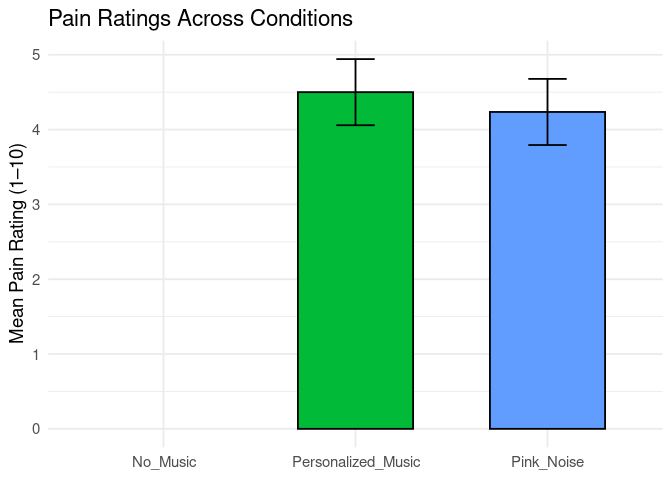 Pain Ratings Across Conditions
Mean Pain Rating (1–10)
5
4
3
2
1
0
No_Music
Personalized_Music
Pink_Noise